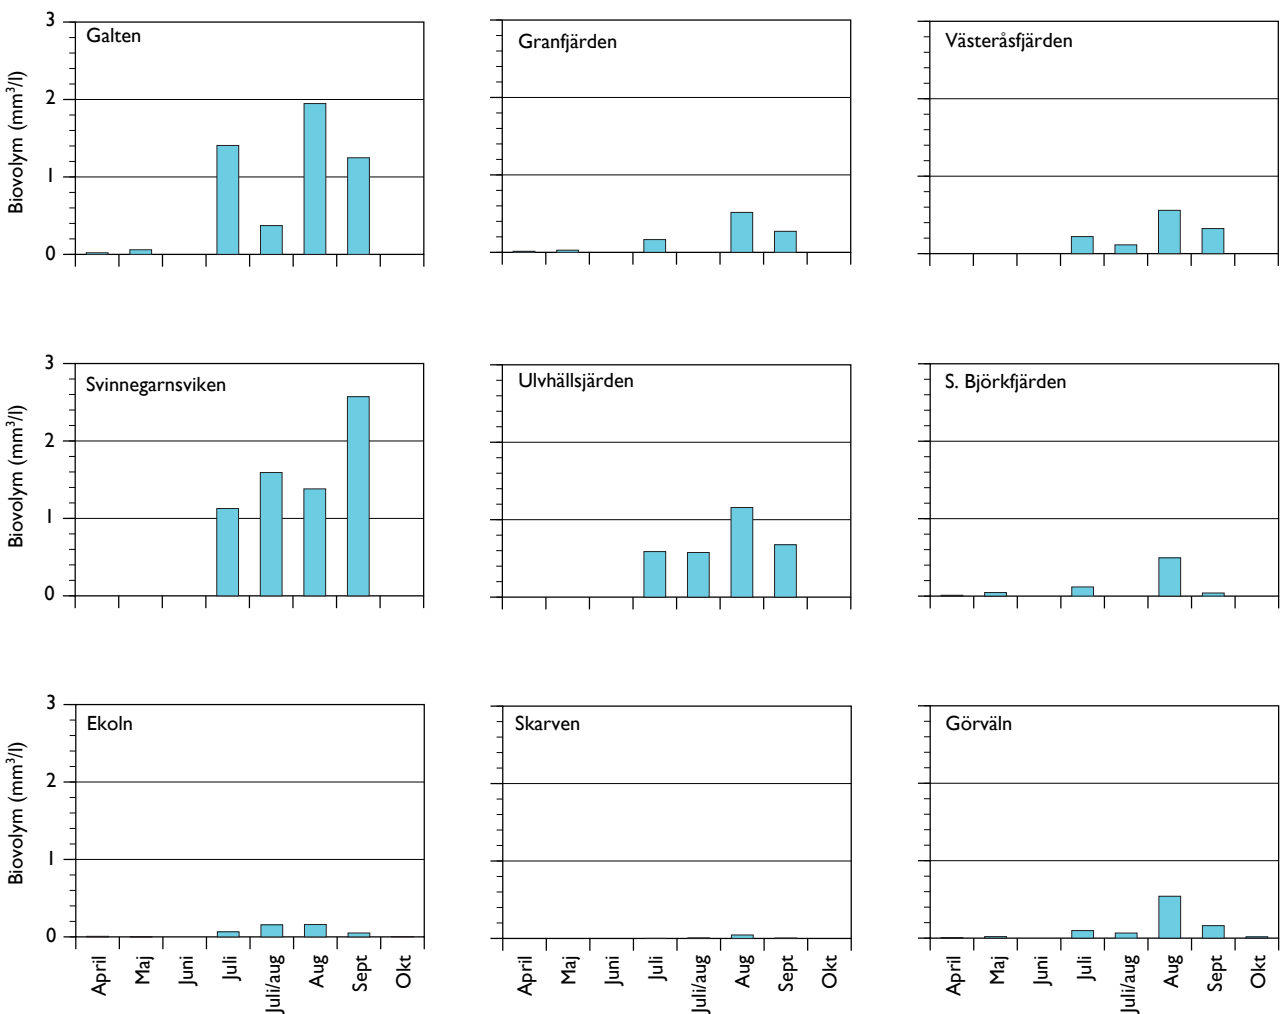 3
Galten
2
1
0
Biovolym (mm³/l)
Granfjärden
Västeråsfjärden
3
Svinnegarnsviken
2
1
0
Biovolym (mm³/l)
Ulvhällsjärden
S. Björkfjärden
3
Ekoln
2
1
0
Biovolym (mm³/l)
April
Maj
Juni
Juli
Juli/aug
Aug
Sept
Okt
Skarven
April
Maj
Juni
Juli
Juli/aug
Aug
Sept
Okt
Görväln
April
Maj
Juni
Juli
Juli/aug
Aug
Sept
Okt